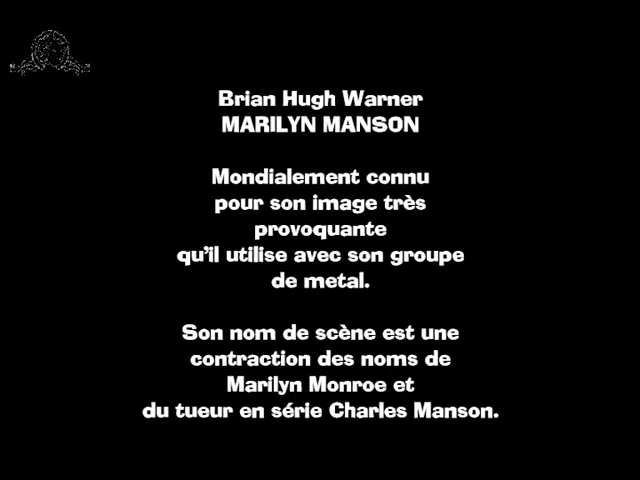 Brian Hugh Warner
MARILYN MANSON
Mondialement connu
pour son image très
provoquante
qu'il utilise avec son groupe
de metal.
Son nom de scène est une
contraction des noms de
Marilyn Monroe et
du tueur en série Charles Manson.